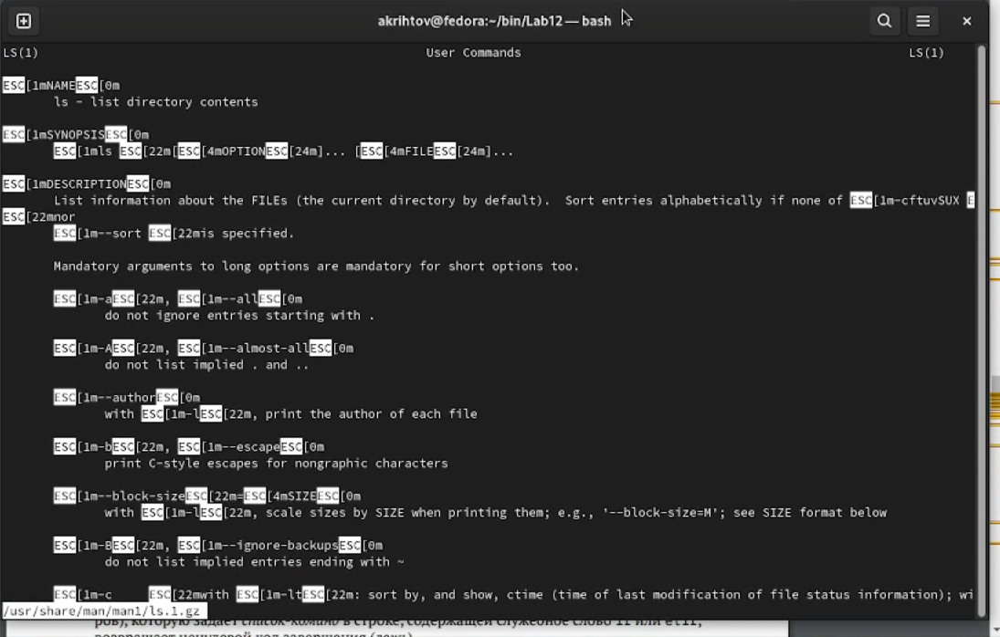 akrihtov@fedora:~/bin/Lab12 — bash
LS(1) User Commands LS(1)
ESC[1mNAMEESC[0m
ls - list directory contents
ESC[1mSYNOPSISESC[0m
ESC[1mls ESC[22m[ESC[4mOPTIONESC[24m]... [ESC[4mFILEESC[24m]...
ESC[1mDESCRIPTIONESC[0m
List information about the FILEs (the current directory by default).  Sort entries alphabetically if none of ESC[1m-cftuvSUX E
ESC[22mnor
ESC[1m--sort ESC[22mis specified.
Mandatory arguments to long options are mandatory for short options too.
ESC[1m-aESC[22m, ESC[1m--allESC[0m
do not ignore entries starting with .
ESC[1m-AESC[22m, ESC[1m--almost-allESC[0m
do not list implied . and ..
ESC[1m--authorESC[0m
with ESC[1m-lESC[22m, print the author of each file
ESC[1m-bESC[22m, ESC[1m--escapeESC[0m
print C-style escapes for nongraphic characters
ESC[1m--block-sizeESC[22m=ESC[4mSIZEESC[0m
with ESC[1m-lESC[22m, scale sizes by SIZE when printing them; e.g., '--block-size=M'; see SIZE format below
ESC[1m-BESC[22m, ESC[1m--ignore-backupsESC[0m
do not list implied entries ending with ~
ESC[1m-c ESC[22mwith ESC[1m-ltESC[22m: sort by, and show, ctime (time of last modification of file status information); wi
/usr/share/man/man1/ls.1.gz
ров), которую задаёт список-команд в строке, содержащей служебное слово if или elif,
возвращает ненулевой код завершения (ложь).